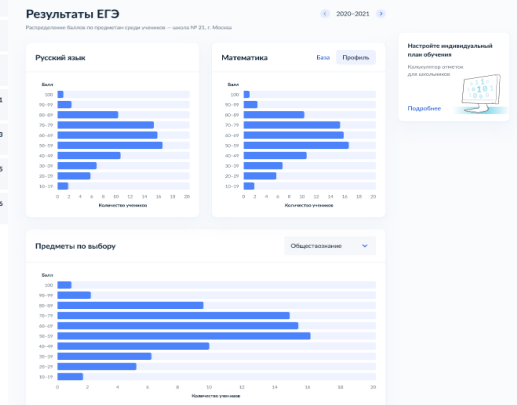 Результаты ЕГЭ
2020–2021
Распределение баллов по предметам среди учеников — школа № 21, г. Москва
Русский язык
Балл
100
90–99
80–89
70–79
60–69
50–59
40–49
30–39
20–29
10–19
0 2 4 6 8 10 12 14 16 18 20
Количество учеников
Математика
База
Профиль
Балл
100
90–99
80–89
70–79
60–69
50–59
40–49
30–39
20–29
10–19
0 2 4 6 8 10 12 14 16 18 20
Количество учеников
Настройте индивидуальный
план обучения
Калькулятор отметок
для школьников
Подробнее
Предметы по выбору
Обществознание
Балл
100
90–99
80–89
70–79
60–69
50–59
40–49
30–39
20–29
10–19
0 2 4 6 8 10 12 14 16 18 20
Количество учеников